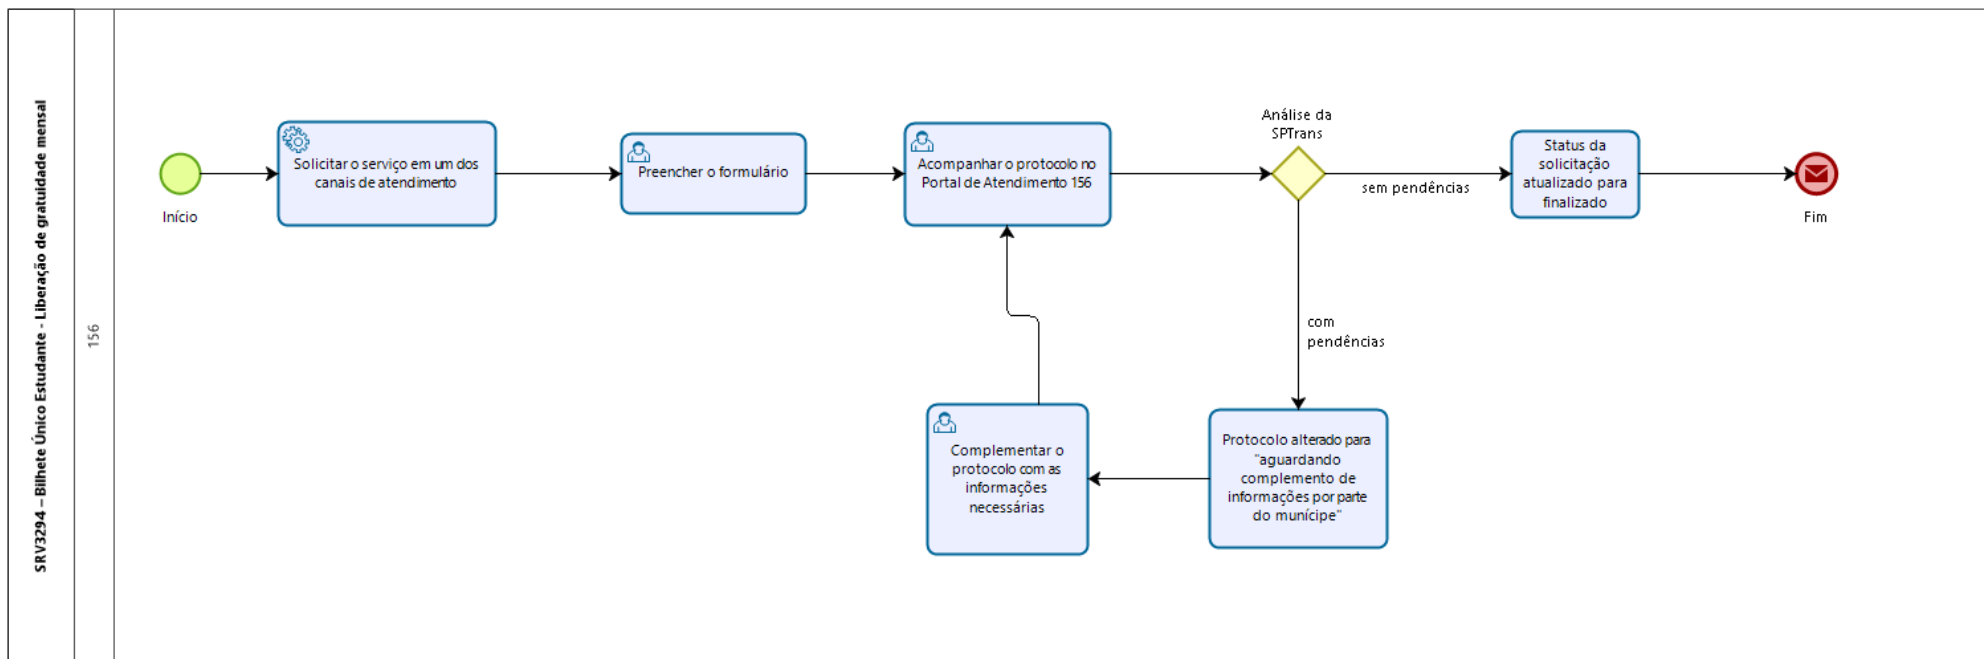 SRV3294 – Bilhete Único Estudante - Liberação de gratuidade mensal
156
Início
Solicitar o serviço em um dos
canais de atendimento
Preencher o formulário
Acompanhar o protocolo no
Portal de Atendimento 156
Análise da
SPTrans
sem pendências
Status da
solicitação
atualizado para
finalizado
Fim
com
pendências
Protocolo alterado para
"aguardando
complemento de
informações por parte
do munícipe"
Complementar o
protocolo com as
informações
necessárias